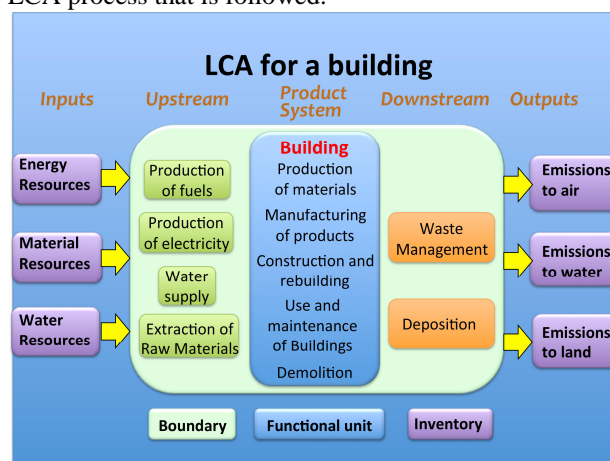 LCA process that is followed.
LCA for a building
Inputs
Upstream
Product
System
Downstream
Outputs
Energy
Resources
Material
Resources
Water
Resources
Production
of fuels
Production
of electricity
Water
supply
Extraction of
Raw Materials
Building
Production
of materials
Manufacturing
of products
Construction and
rebuilding
Use and
maintenance
of Buildings
Demolition
Waste
Management
Deposition
Emissions
to air
Emissions
to water
Emissions
to land
Boundary
Functional unit
Inventory